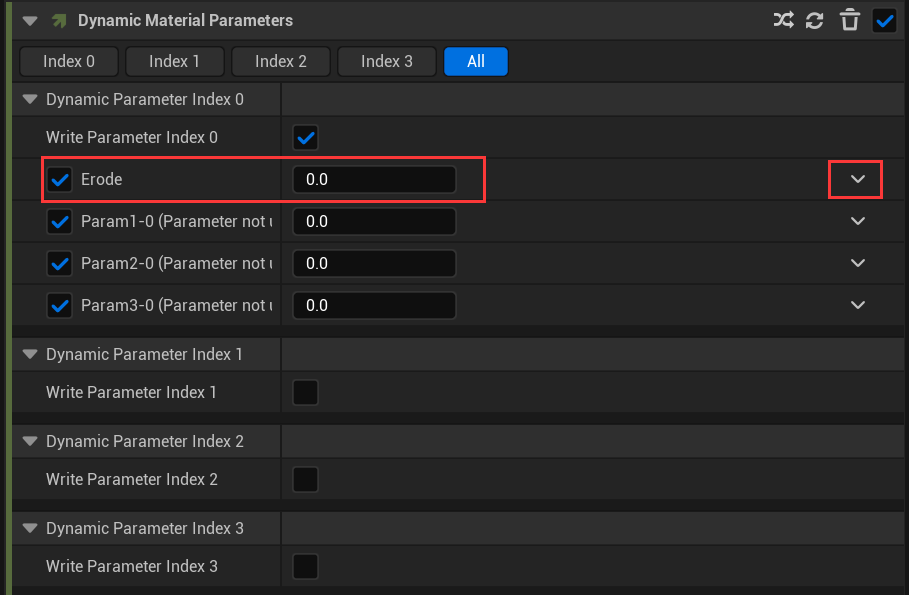 Dynamic Material Parameters
Index 0 Index 1 Index 2 Index 3 All
Dynamic Parameter Index 0
Write Parameter Index 0
Erode 0.0
Param1-0 (Parameter not 0.0
Param2-0 (Parameter not 0.0
Param3-0 (Parameter not 0.0
Dynamic Parameter Index 1
Write Parameter Index 1
Dynamic Parameter Index 2
Write Parameter Index 2
Dynamic Parameter Index 3
Write Parameter Index 3